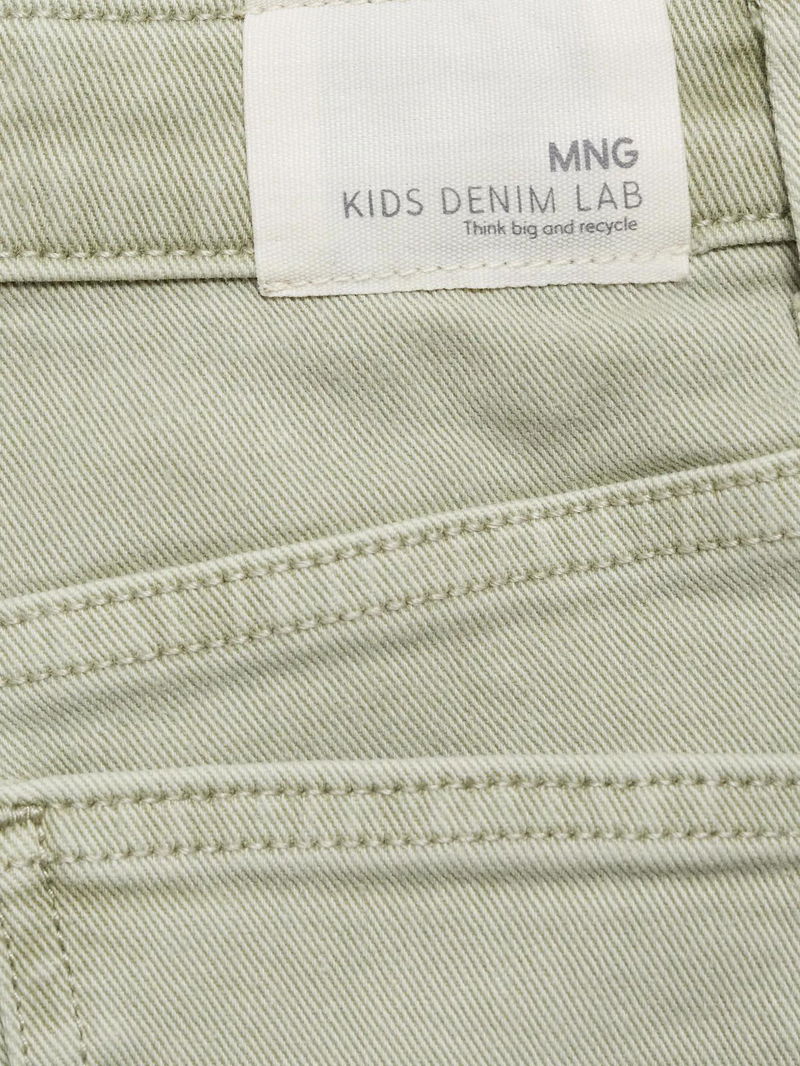 MNG
KIDS DENIM LAB
Think big and recycle